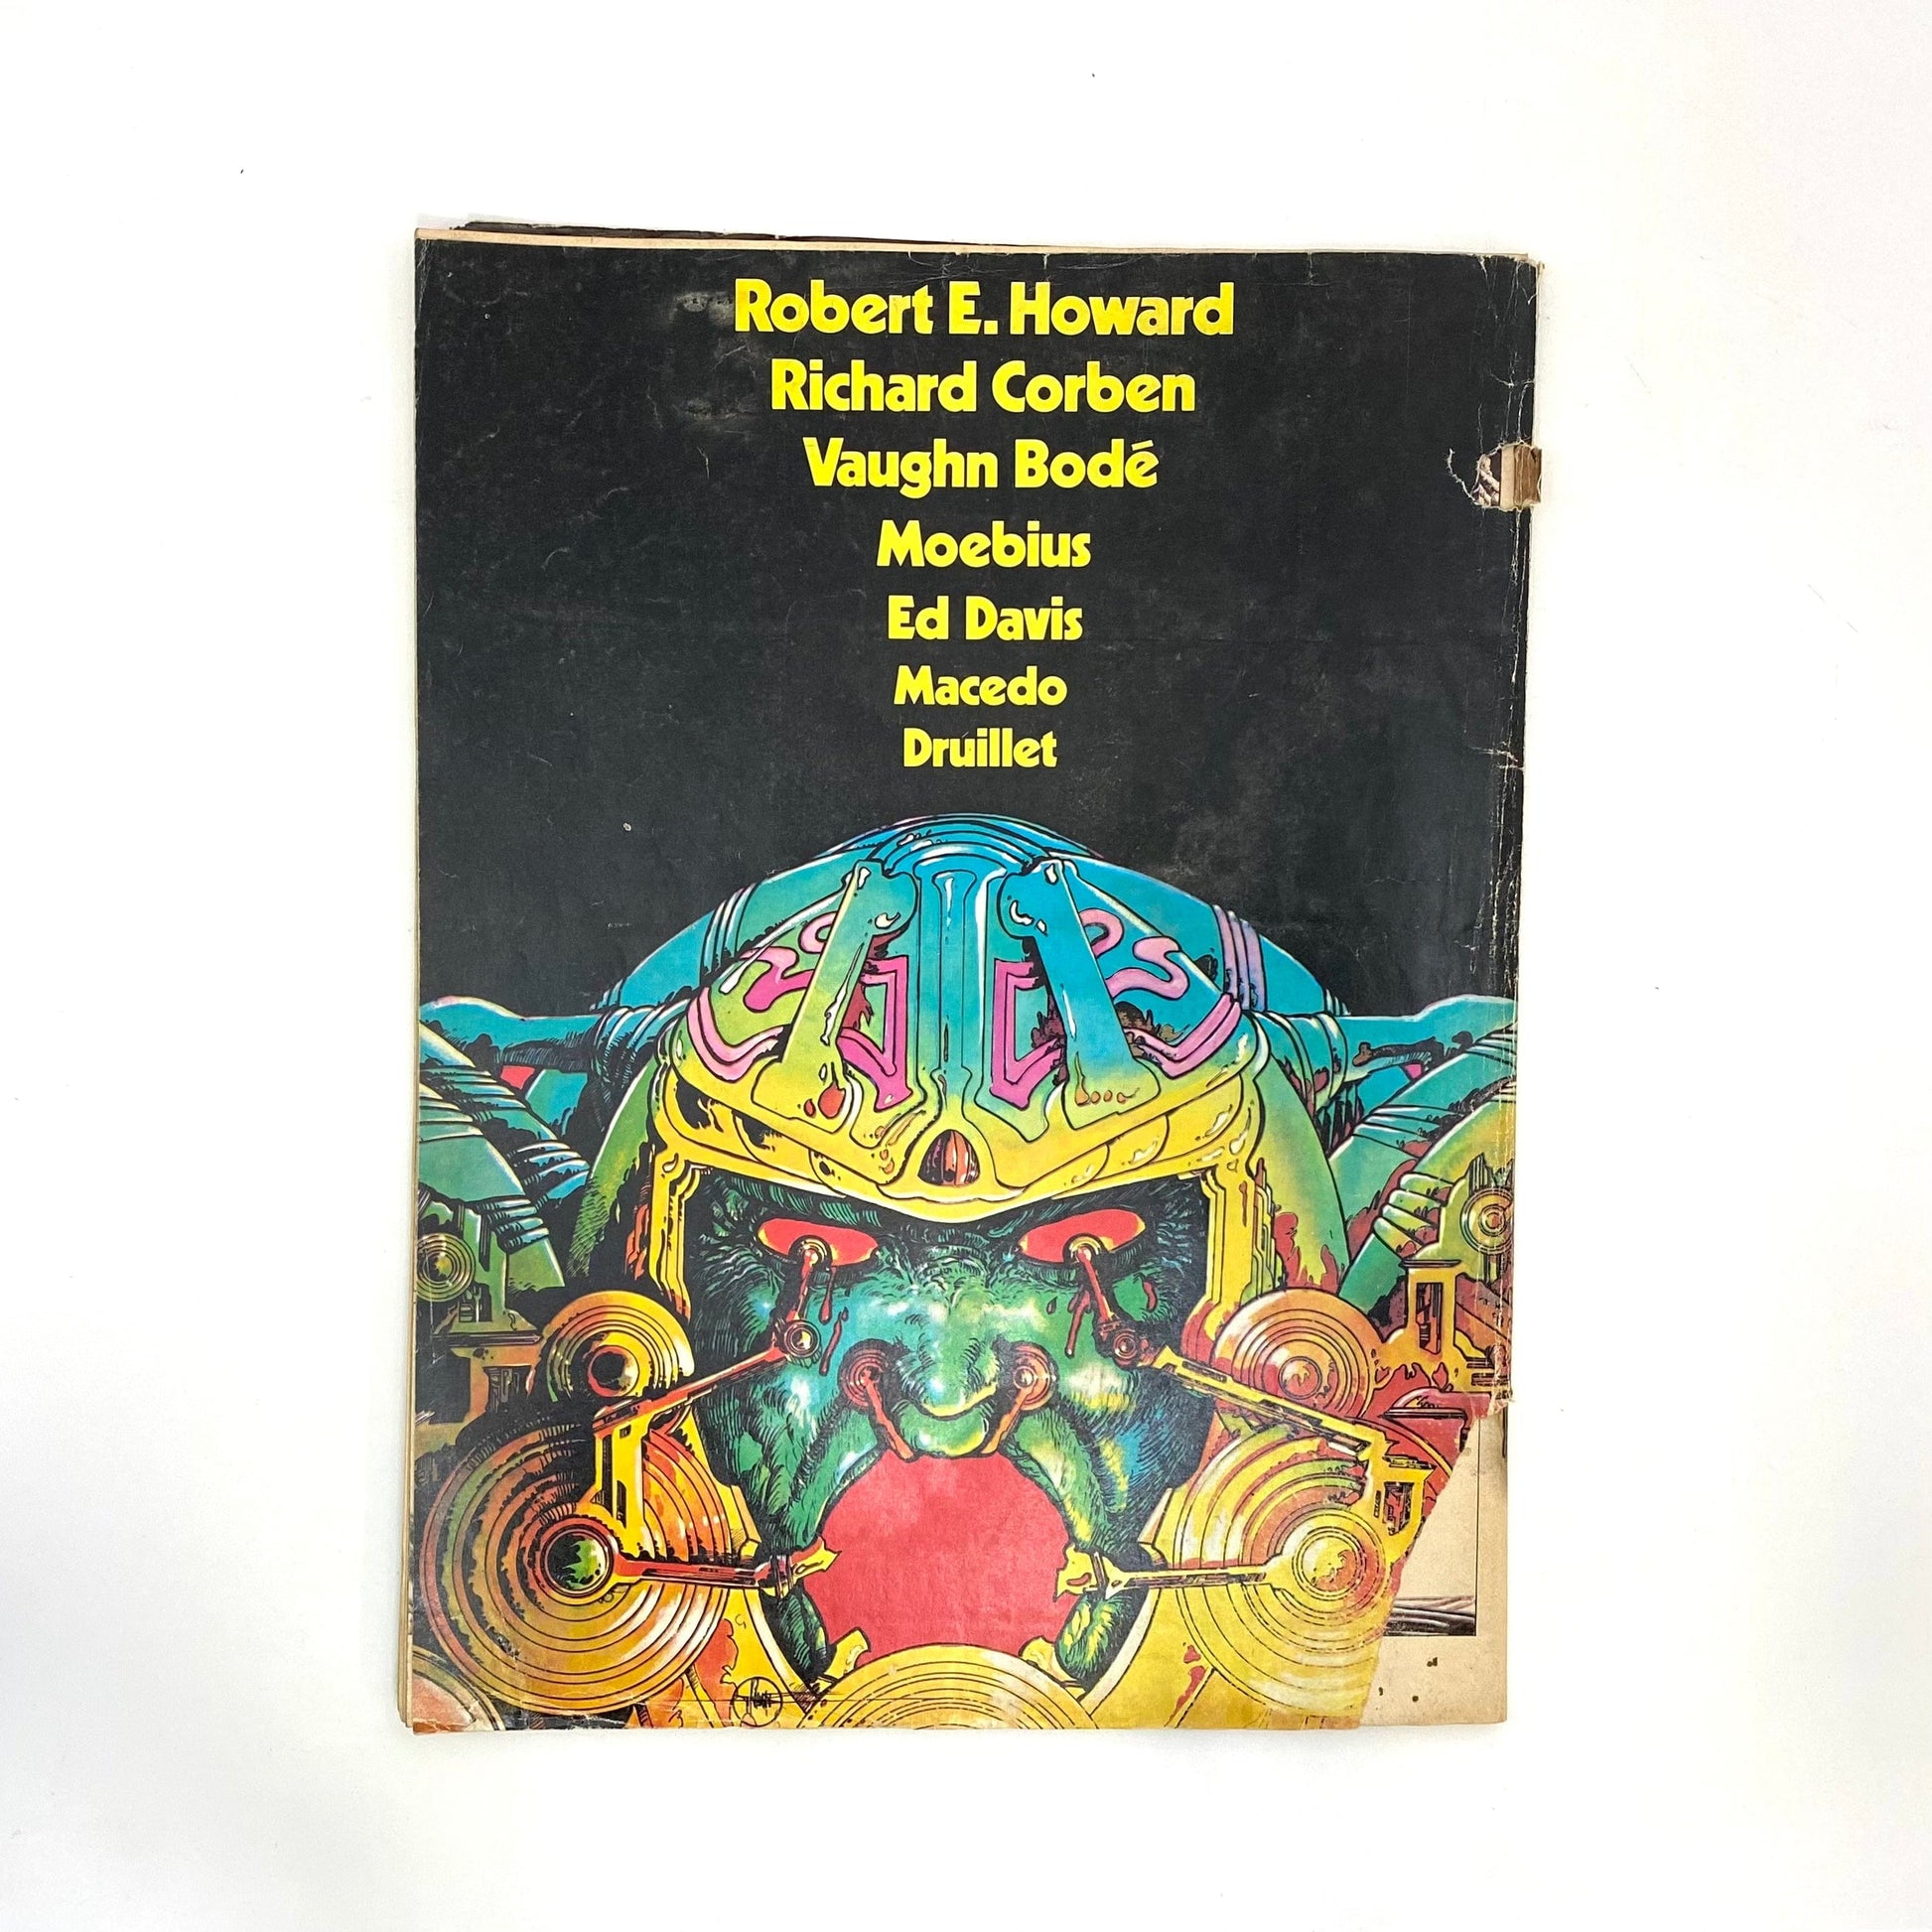 Robert E. Howard
Richard Corben
Vaughn Bodé
Moebius
Ed Davis
Macedo
Druillet